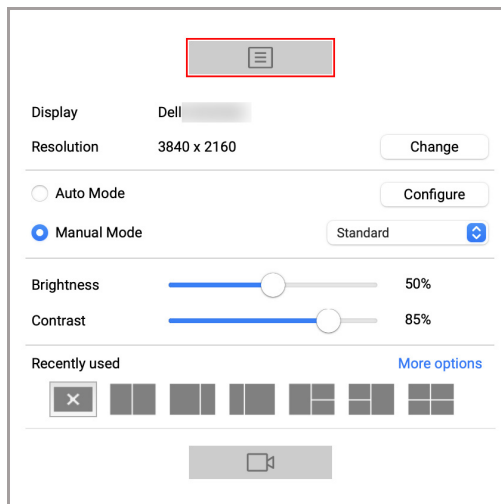 Display Dell
Resolution 3840 x 2160 Change
Auto Mode Configure
Manual Mode Standard
Brightness 50%
Contrast 85%
Recently used More options